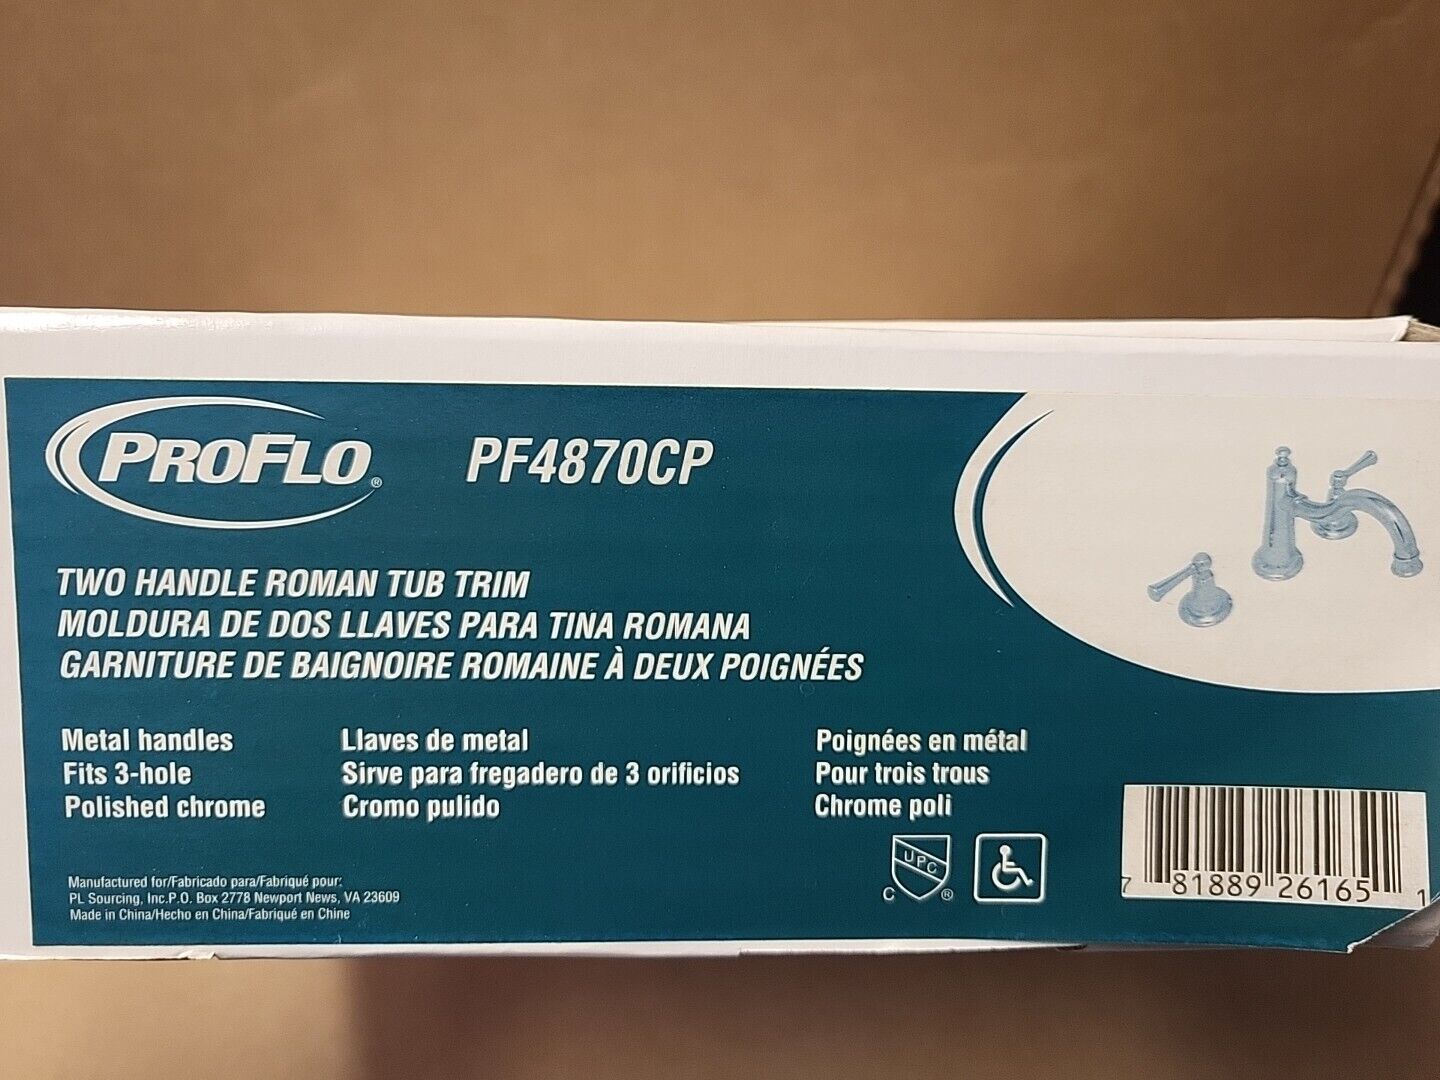 PROFLO®
PF4870CP
TWO HANDLE ROMAN TUB TRIM
MOLDURA DE DOS LLAVES PARA TINA ROMANA
GARNITURE DE BAIGNOIRE ROMAINE À DEUX POIGNÉES
Metal handles
Fits 3-hole
Polished chrome
Llaves de metal
Sirve para fregadero de 3 orificios
Cromo pulido
Poignées en métal
Pour trois trous
Chrome poli
Manufactured for/Fabricado para/Fabriqué pour:
PL Sourcing, Inc.P.O. Box 2778 Newport News, VA 23609
Made in China/Hecho en China/Fabriqué en Chine
C UPC ®
7 81889 26165 1